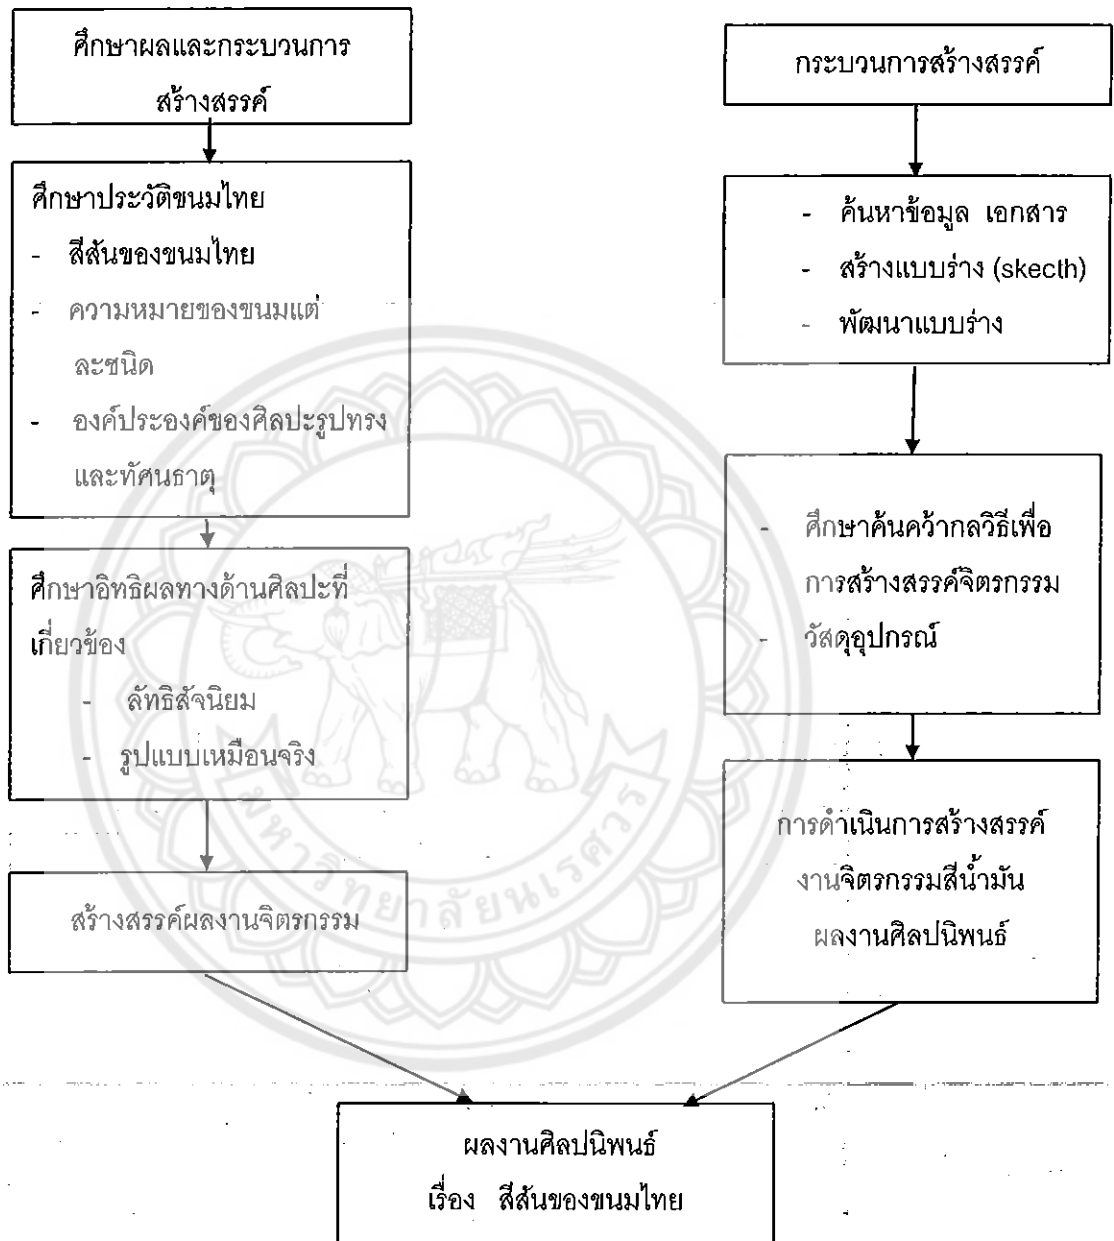 ศึกษาผลและกระบวนการ
สร้างสรรค์
ศึกษาประวัติขนมไทย
- สีสันของขนมไทย
- ความหมายของขนมแต่
ละชนิด
- องค์ประองค์ของศิลปะรูปทรง
และทัศนธาตุ
ศึกษาอิทธิผลทางด้านศิลปะที่
เกี่ยวข้อง
- ลัทธิสัจนิยม
- รูปแบบเหมือนจริง
สร้างสรรค์ผลงานจิตรกรรม
กระบวนการสร้างสรรค์
- ค้นหาข้อมูล เอกสาร
- สร้างแบบร่าง (skecth)
- พัฒนาแบบร่าง
- ศึกษาค้นคว้ากลวิธีเพื่อ
การสร้างสรรค์จิตรกรรม
- วัสดุอุปกรณ์
การดำเนินการสร้างสรรค์
งานจิตรกรรมสีน้ำมัน
ผลงานศิลปนิพนธ์
ผลงานศิลปนิพนธ์
เรื่อง สีสันของขนมไทย
มหาวิทยาลัยนเรศวร